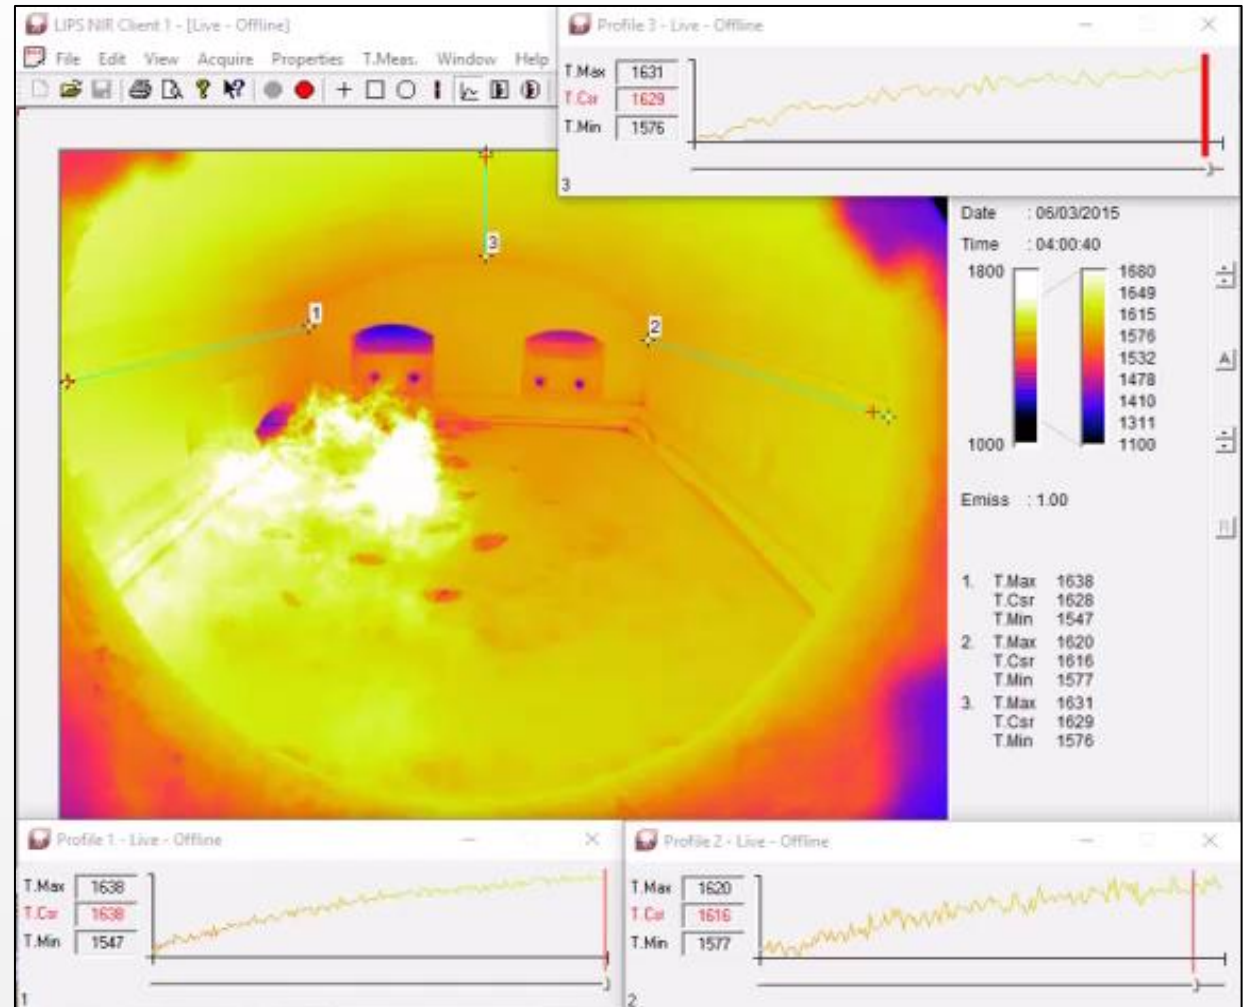 LIPS NIR Client 1 - [Live - Offline]
File Edit View Acquire Properties T.Meas. Window Help
Profile 3 - Live - Offline
T.Max 1631
T.Csr 1629
T.Min 1576
3
1
2
3
Date : 06/03/2015
Time : 04:00:40
1800
1000
1680
1649
1615
1576
1532
1478
1410
1311
1100
A
Emiss : 1.00
1. T.Max 1638
T.Csr 1628
T.Min 1547
2. T.Max 1620
T.Csr 1616
T.Min 1577
3. T.Max 1631
T.Csr 1629
T.Min 1576
Profile 1 - Live - Offline
T.Max 1638
T.Csr 1638
T.Min 1547
1
Profile 2 - Live - Offline
T.Max 1620
T.Csr 1616
T.Min 1577
2